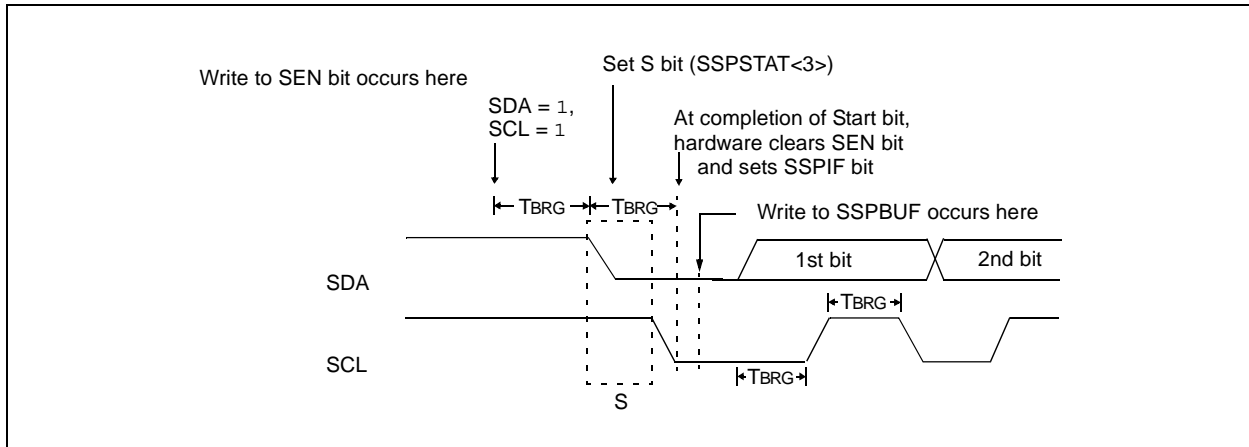 Write to SEN bit occurs here
Set S bit (SSPSTAT<3>)
SDA = 1,
SCL = 1
At completion of Start bit,
hardware clears SEN bit
and sets SSPIF bit
TBRG
TBRG
Write to SSPBUF occurs here
SDA
1st bit
2nd bit
TBRG
SCL
TBRG
S